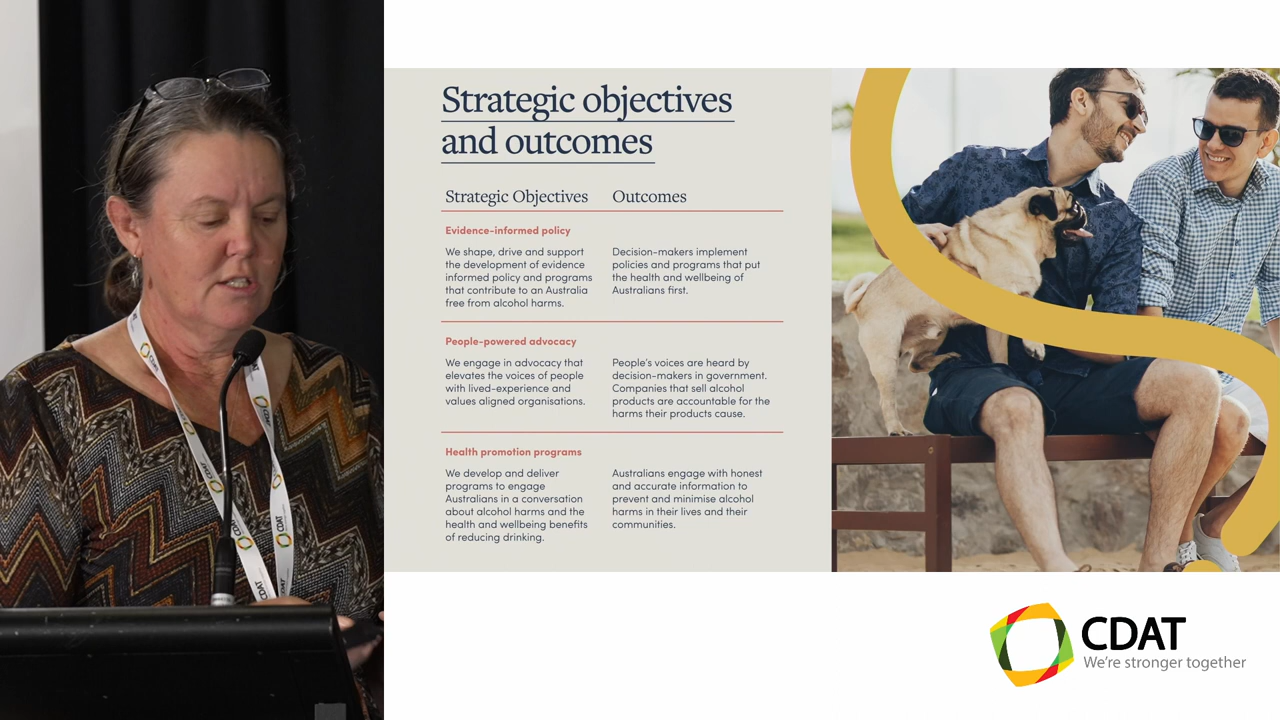 Strategic objectives
and outcomes
Strategic Objectives
Outcomes
Evidence-informed policy
We shape, drive and support
the development of evidence
informed policy and programs
that contribute to an Australia
free from alcohol harms.
Decision-makers implement
policies and programs that put
the health and wellbeing of
Australians first.
People-powered advocacy
We engage in advocacy that
elevates the voices of people
with lived-experience and
values aligned organisations.
People's voices are heard by
decision-makers in government.
Companies that sell alcohol
products are accountable for the
harms their products cause.
Health promotion programs
We develop and deliver
programs to engage
Australians in a conversation
about alcohol harms and the
health and wellbeing benefits
of reducing drinking.
Australians engage with honest
and accurate information to
prevent and minimise alcohol
harms in their lives and their
communities.
CDAT
We're stronger together
CDAT
CDAT
CDAT